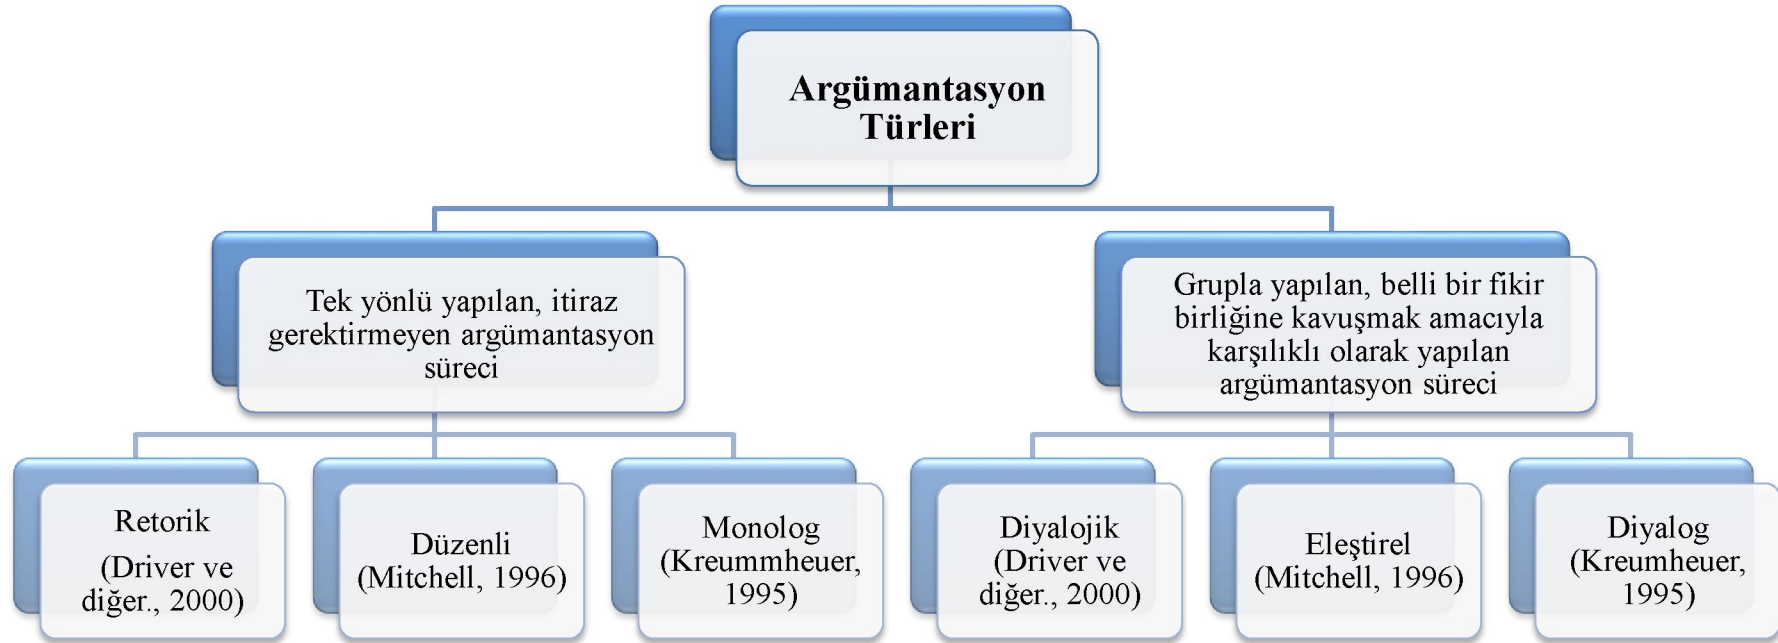 Argümantasyon
Türleri
Tek yönlü yapılan, itiraz
gerektirmeyen argümantasyon
süreci
Grupla yapılan, belli bir fikir
birliğine kavuşmak amacıyla
karşılıklı olarak yapılan
argümantasyon süreci
Retorik
(Driver ve
diğer., 2000)
Düzenli
(Mitchell, 1996)
Monolog
(Kreummheuer,
1995)
Diyalojik
(Driver ve
diğer., 2000)
Eleştirel
(Mitchell, 1996)
Diyalog
(Kreumheuer,
1995)